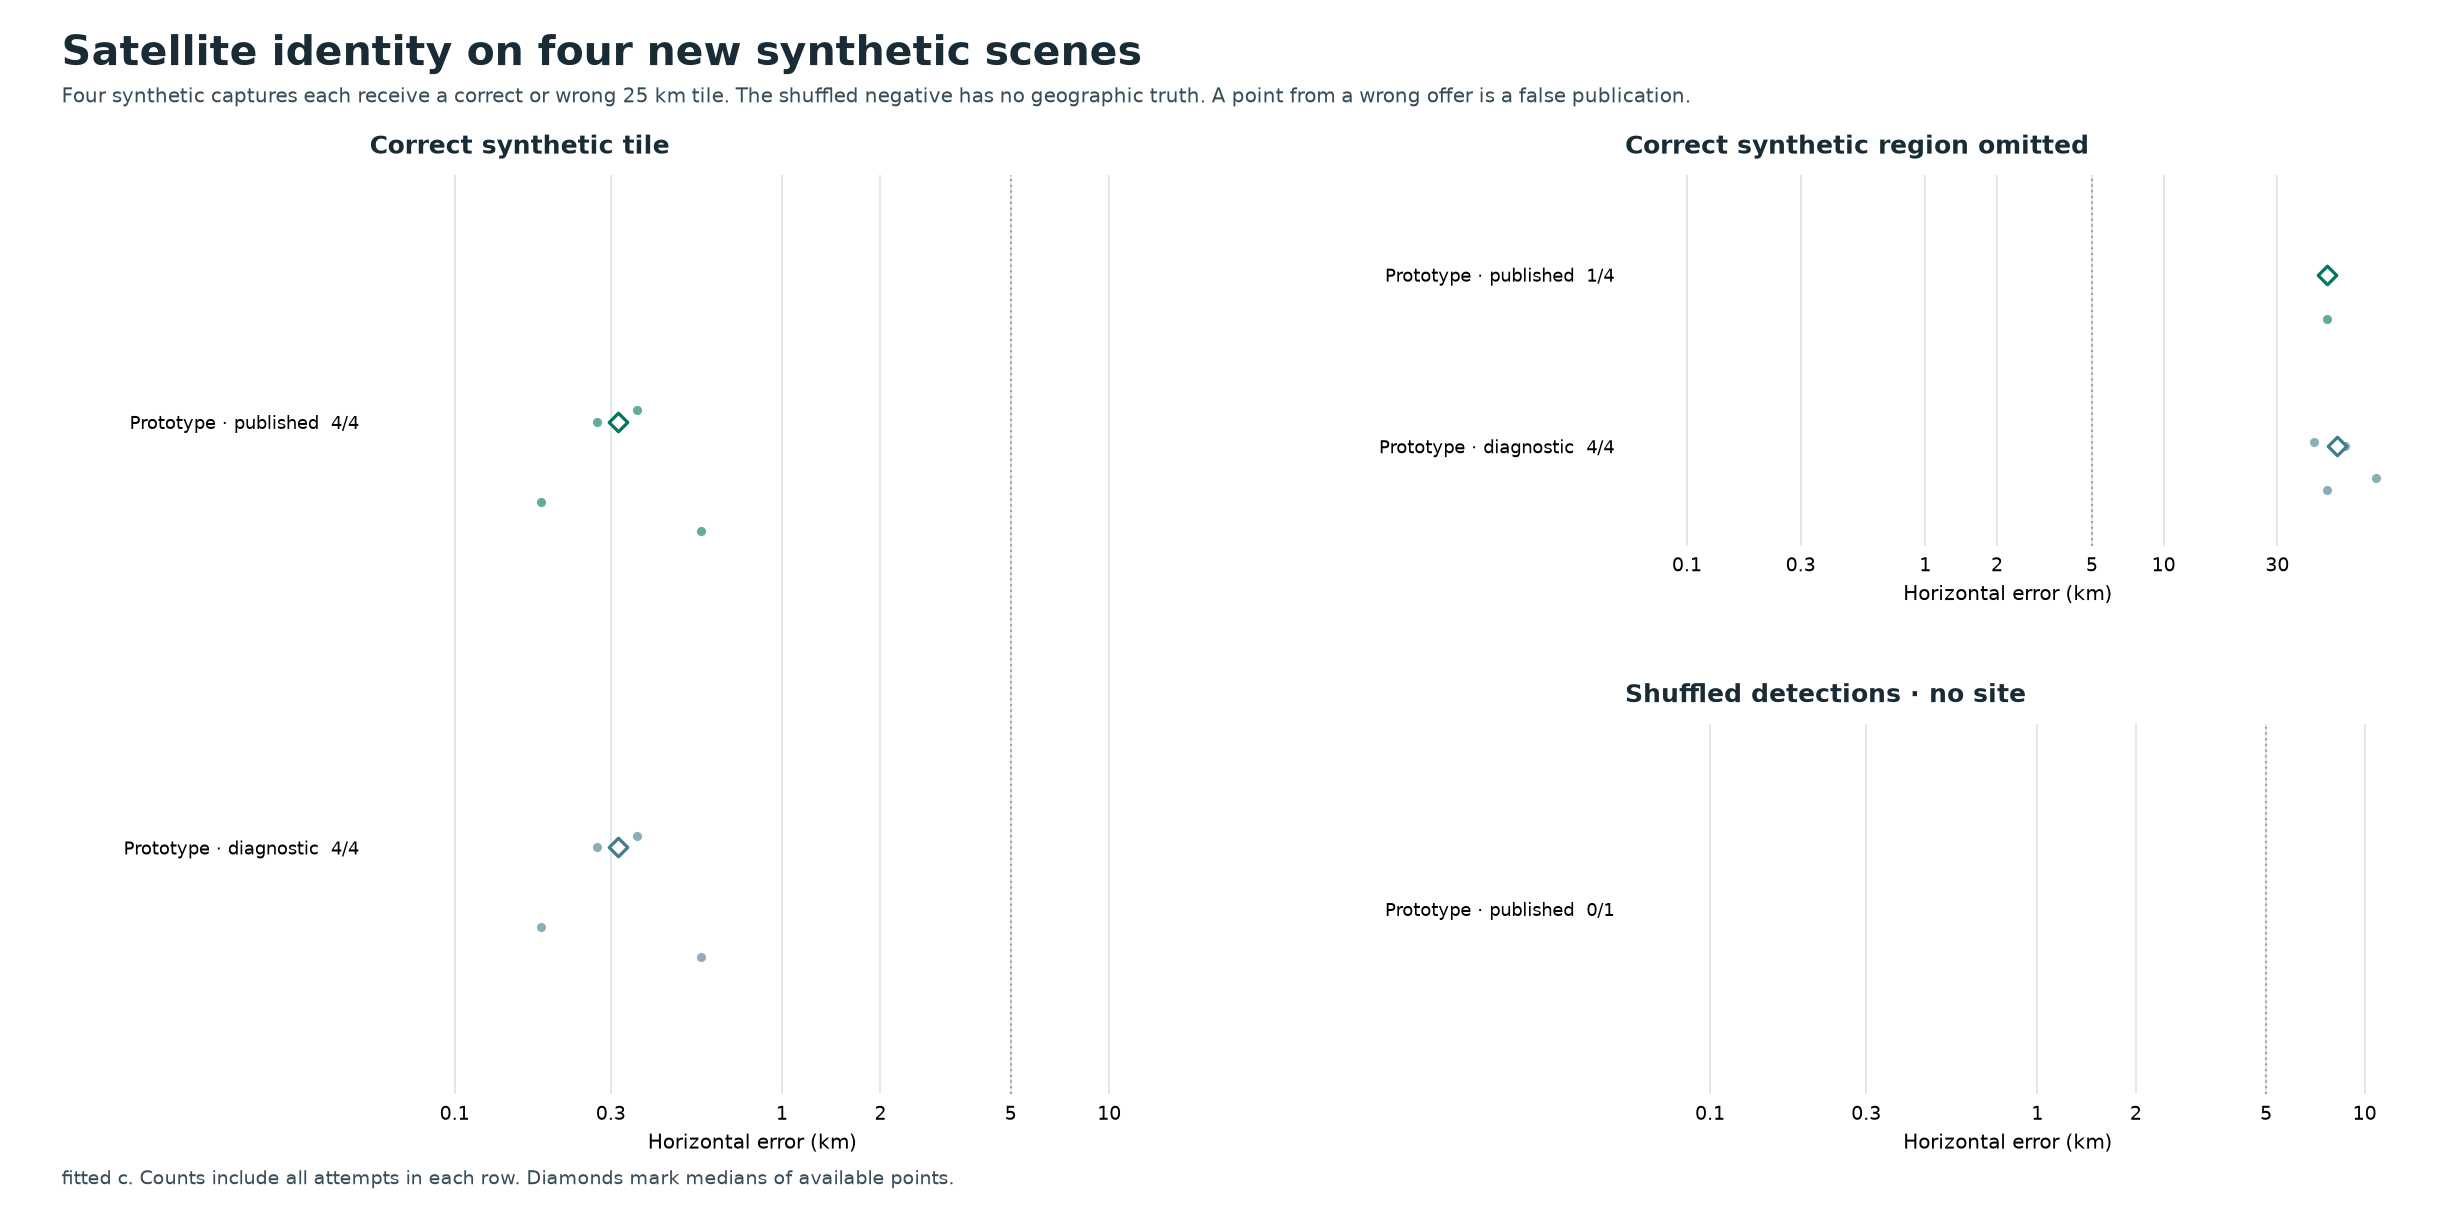 Satellite identity on four new synthetic scenes
Four synthetic captures each receive a correct or wrong 25 km tile. The shuffled negative has no geographic truth. A point from a wrong offer is a false publication.
Correct synthetic tile
Prototype · published 4/4
Prototype · diagnostic 4/4
0.1 0.3 1 2 5 10
Horizontal error (km)
Correct synthetic region omitted
Prototype · published 1/4
Prototype · diagnostic 4/4
0.1 0.3 1 2 5 10 30
Horizontal error (km)
Shuffled detections · no site
Prototype · published 0/1
0.1 0.3 1 2 5 10
Horizontal error (km)
fitted c. Counts include all attempts in each row. Diamonds mark medians of available points.